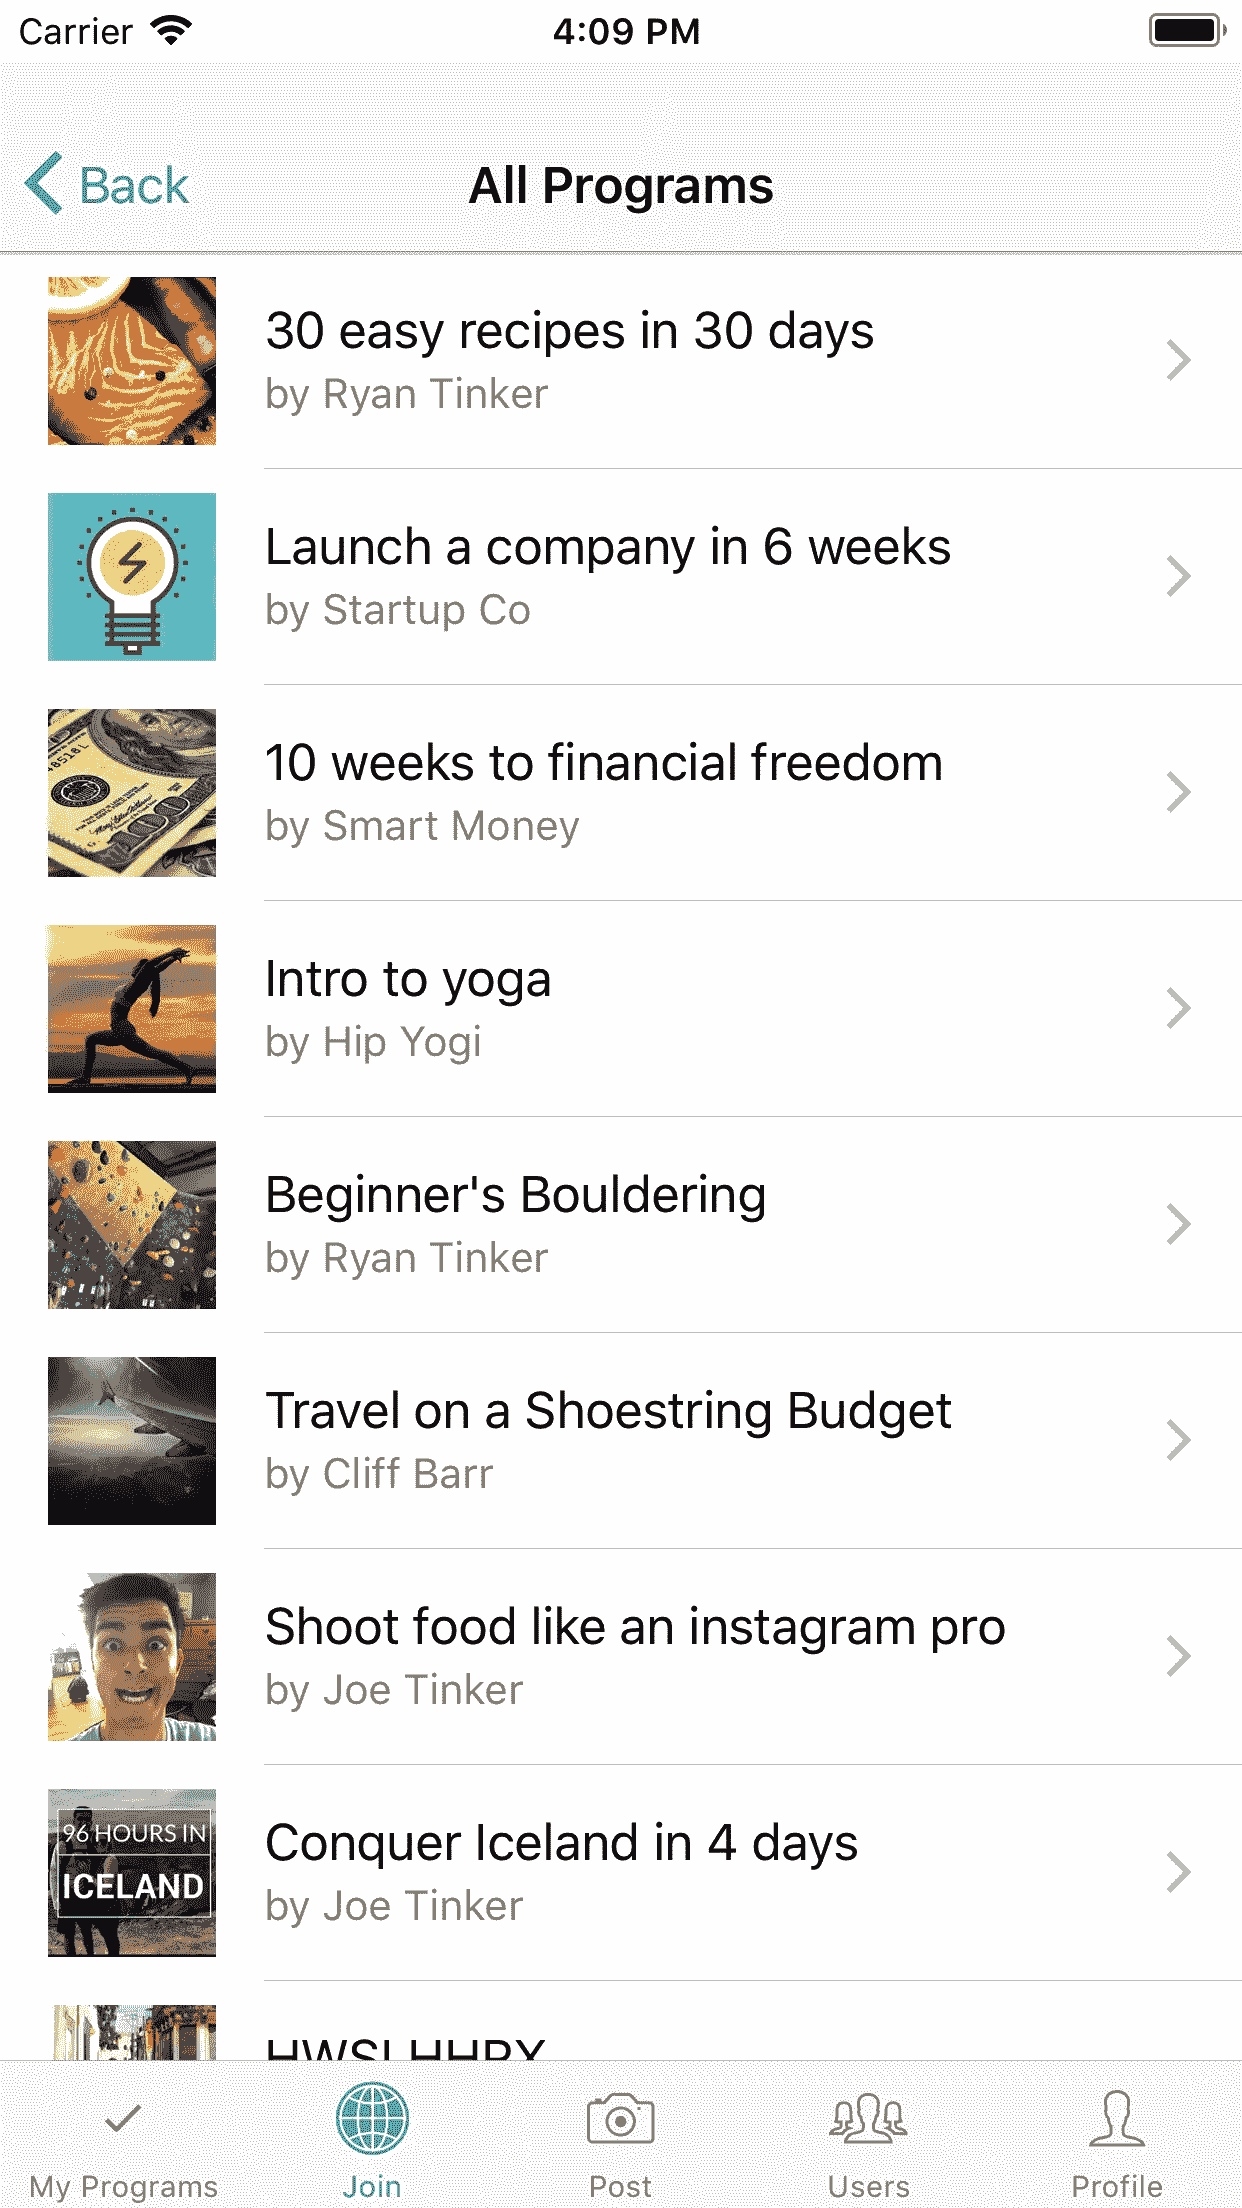 Carrier 4:09 PM
Back All Programs
30 easy recipes in 30 days
by Ryan Tinker
Launch a company in 6 weeks
by Startup Co
10 weeks to financial freedom
by Smart Money
Intro to yoga
by Hip Yogi
Beginner's Bouldering
by Ryan Tinker
Travel on a Shoestring Budget
by Cliff Barr
Shoot food like an instagram pro
by Joe Tinker
96 HOURS IN
ICELAND
Conquer Iceland in 4 days
by Joe Tinker
My Programs Join Post Users Profile